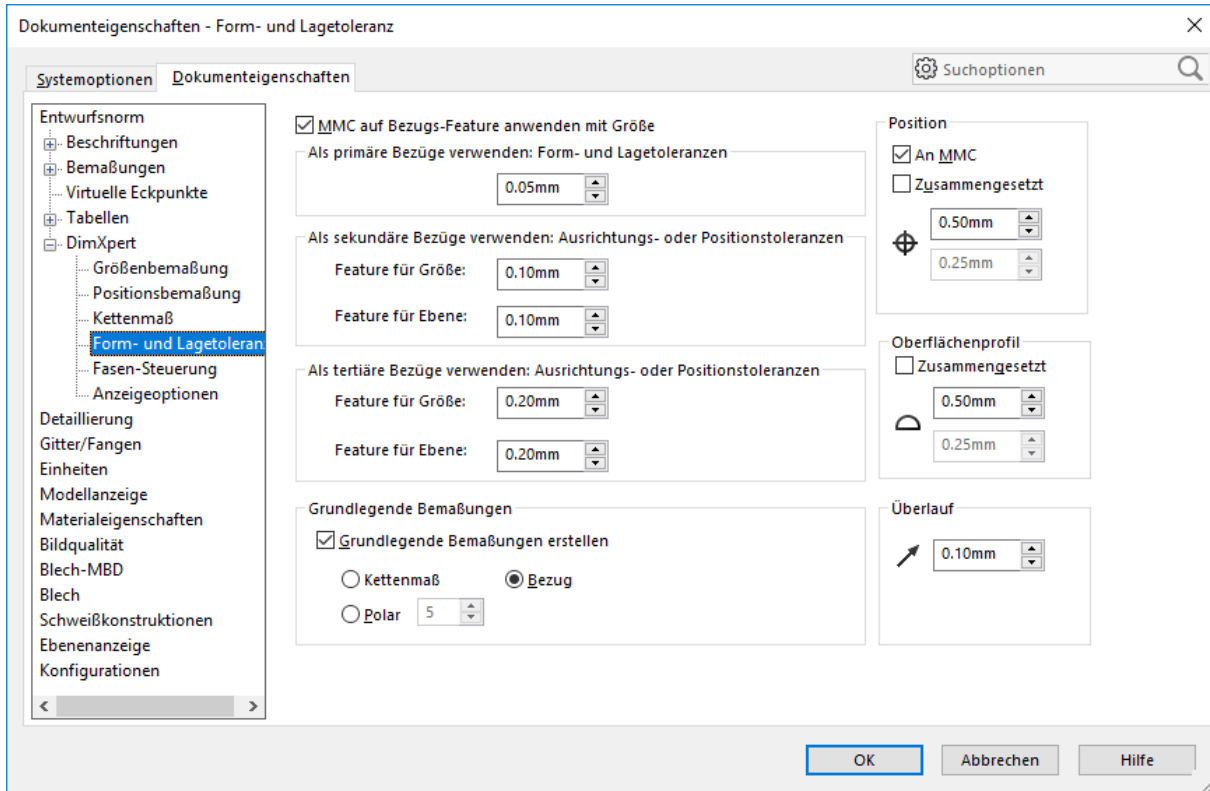 Dokumenteigenschaften - Form- und Lagetoleranz
Systemoptionen
Dokumenteigenschaften
Suchoptionen
Entwurfsnorm
Beschriftungen
Bemaßungen
Virtuelle Eckpunkte
Tabellen
DimXpert
Größenbemaßung
Positionsbemaßung
Kettenmaß
Form- und Lagetoleran
Fasen-Steuerung
Anzeigeoptionen
Detaillierung
Gitter/Fangen
Einheiten
Modellanzeige
Materialeigenschaften
Bildqualität
Blech-MBD
Blech
Schweißkonstruktionen
Ebenenanzeige
Konfigurationen
MMC auf Bezugs-Feature anwenden mit Größe
Als primäre Bezüge verwenden: Form- und Lagetoleranzen
0.05mm
Als sekundäre Bezüge verwenden: Ausrichtungs- oder Positionstoleranzen
Feature für Größe: 0.10mm
Feature für Ebene: 0.10mm
Als tertiäre Bezüge verwenden: Ausrichtungs- oder Positionstoleranzen
Feature für Größe: 0.20mm
Feature für Ebene: 0.20mm
Grundlegende Bemaßungen
Grundlegende Bemaßungen erstellen
Kettenmaß Bezug
Polar 5
Position
An MMC
Zusammengesetzt
0.50mm
0.25mm
Oberflächenprofil
Zusammengesetzt
0.50mm
0.25mm
Überlauf
0.10mm
OK Abbrechen Hilfe